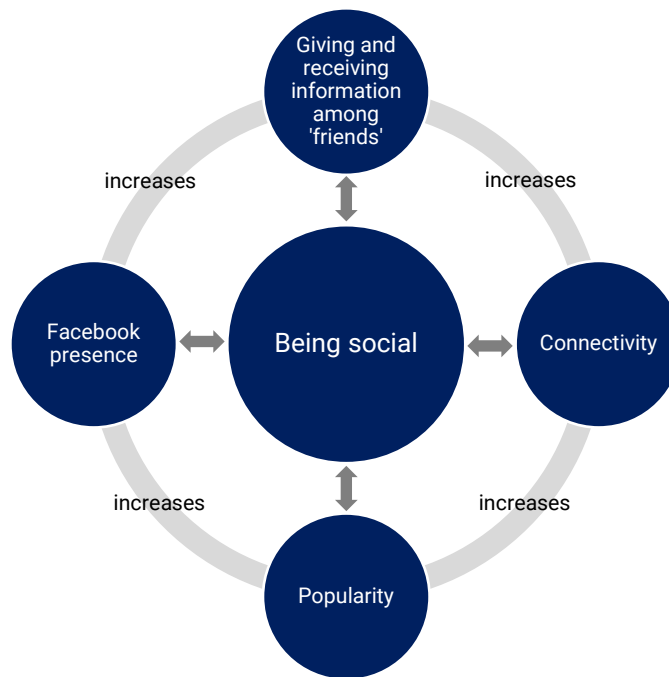 Giving and
receiving
information
among
'friends'
increases
increases
Facebook
presence
Being social
Connectivity
increases
increases
Popularity